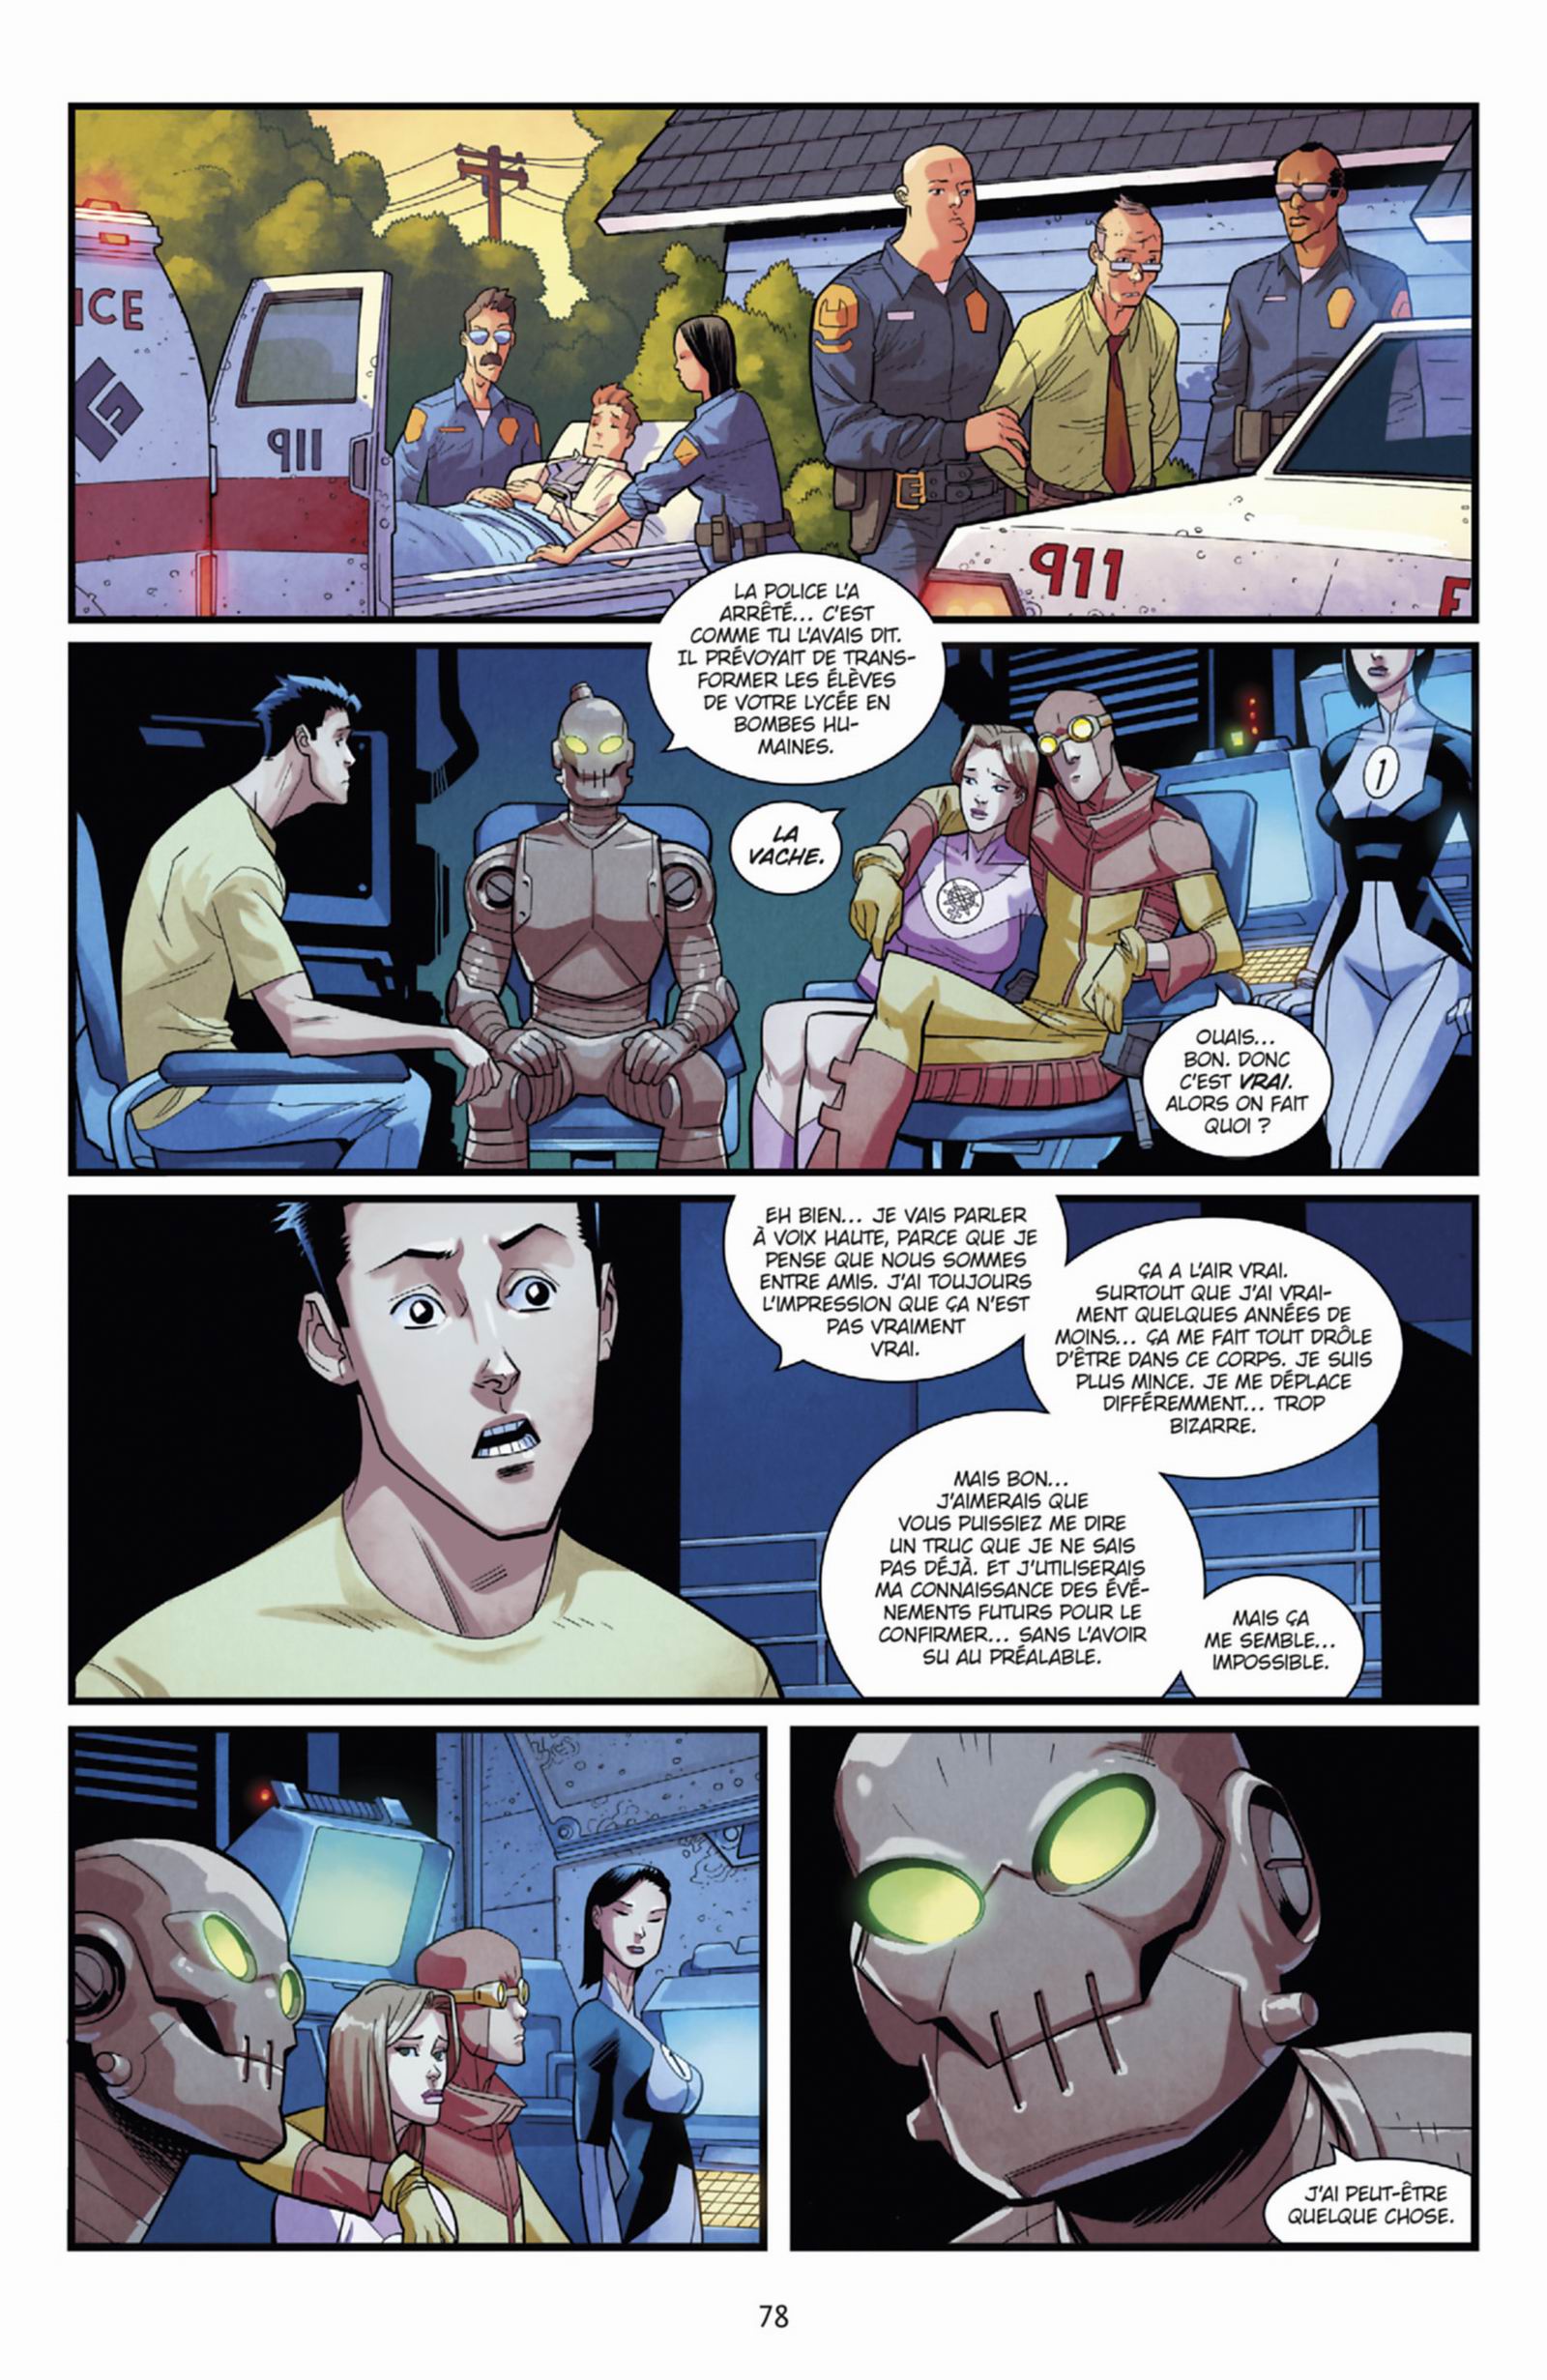 ICE
911
911
F
LA POLICE L'A
ARRÊTÉ... C'EST
COMME TU L'AVAIS DIT.
IL PRÉVOYAIT DE TRANS-
FORMER LES ÉLÈVES
DE VOTRE LYCÉE EN
BOMBES HU-
MAINES.
LA
VACHE.
1
OUAIS...
BON. DONC
C'EST VRAI.
ALORS ON FAIT
QUOI ?
EH BIEN... JE VAIS PARLER
À VOIX HAUTE, PARCE QUE JE
PENSE QUE NOUS SOMMES
ENTRE AMIS. J'AI TOUJOURS
L'IMPRESSION QUE ÇA N'EST
PAS VRAIMENT
VRAI.
ÇA A L'AIR VRAI.
SURTOUT QUE J'AI VRAI-
MENT QUELQUES ANNÉES DE
MOINS... ÇA ME FAIT TOUT DRÔLE
D'ÊTRE DANS CE CORPS. JE SUIS
PLUS MINCE. JE ME DÉPLACE
DIFFÉREMMENT... TROP
BIZARRE.
MAIS BON...
J'AIMERAIS QUE
VOUS PUISSIEZ ME DIRE
UN TRUC QUE JE NE SAIS
PAS DÉJÀ. ET J'UTILISERAIS
MA CONNAISSANCE DES ÉVÉ-
NEMENTS FUTURS POUR LE
CONFIRMER... SANS L'AVOIR
SU AU PRÉALABLE.
MAIS ÇA
ME SEMBLE...
IMPOSSIBLE.
1
J'AI PEUT-ÊTRE
QUELQUE CHOSE.
78